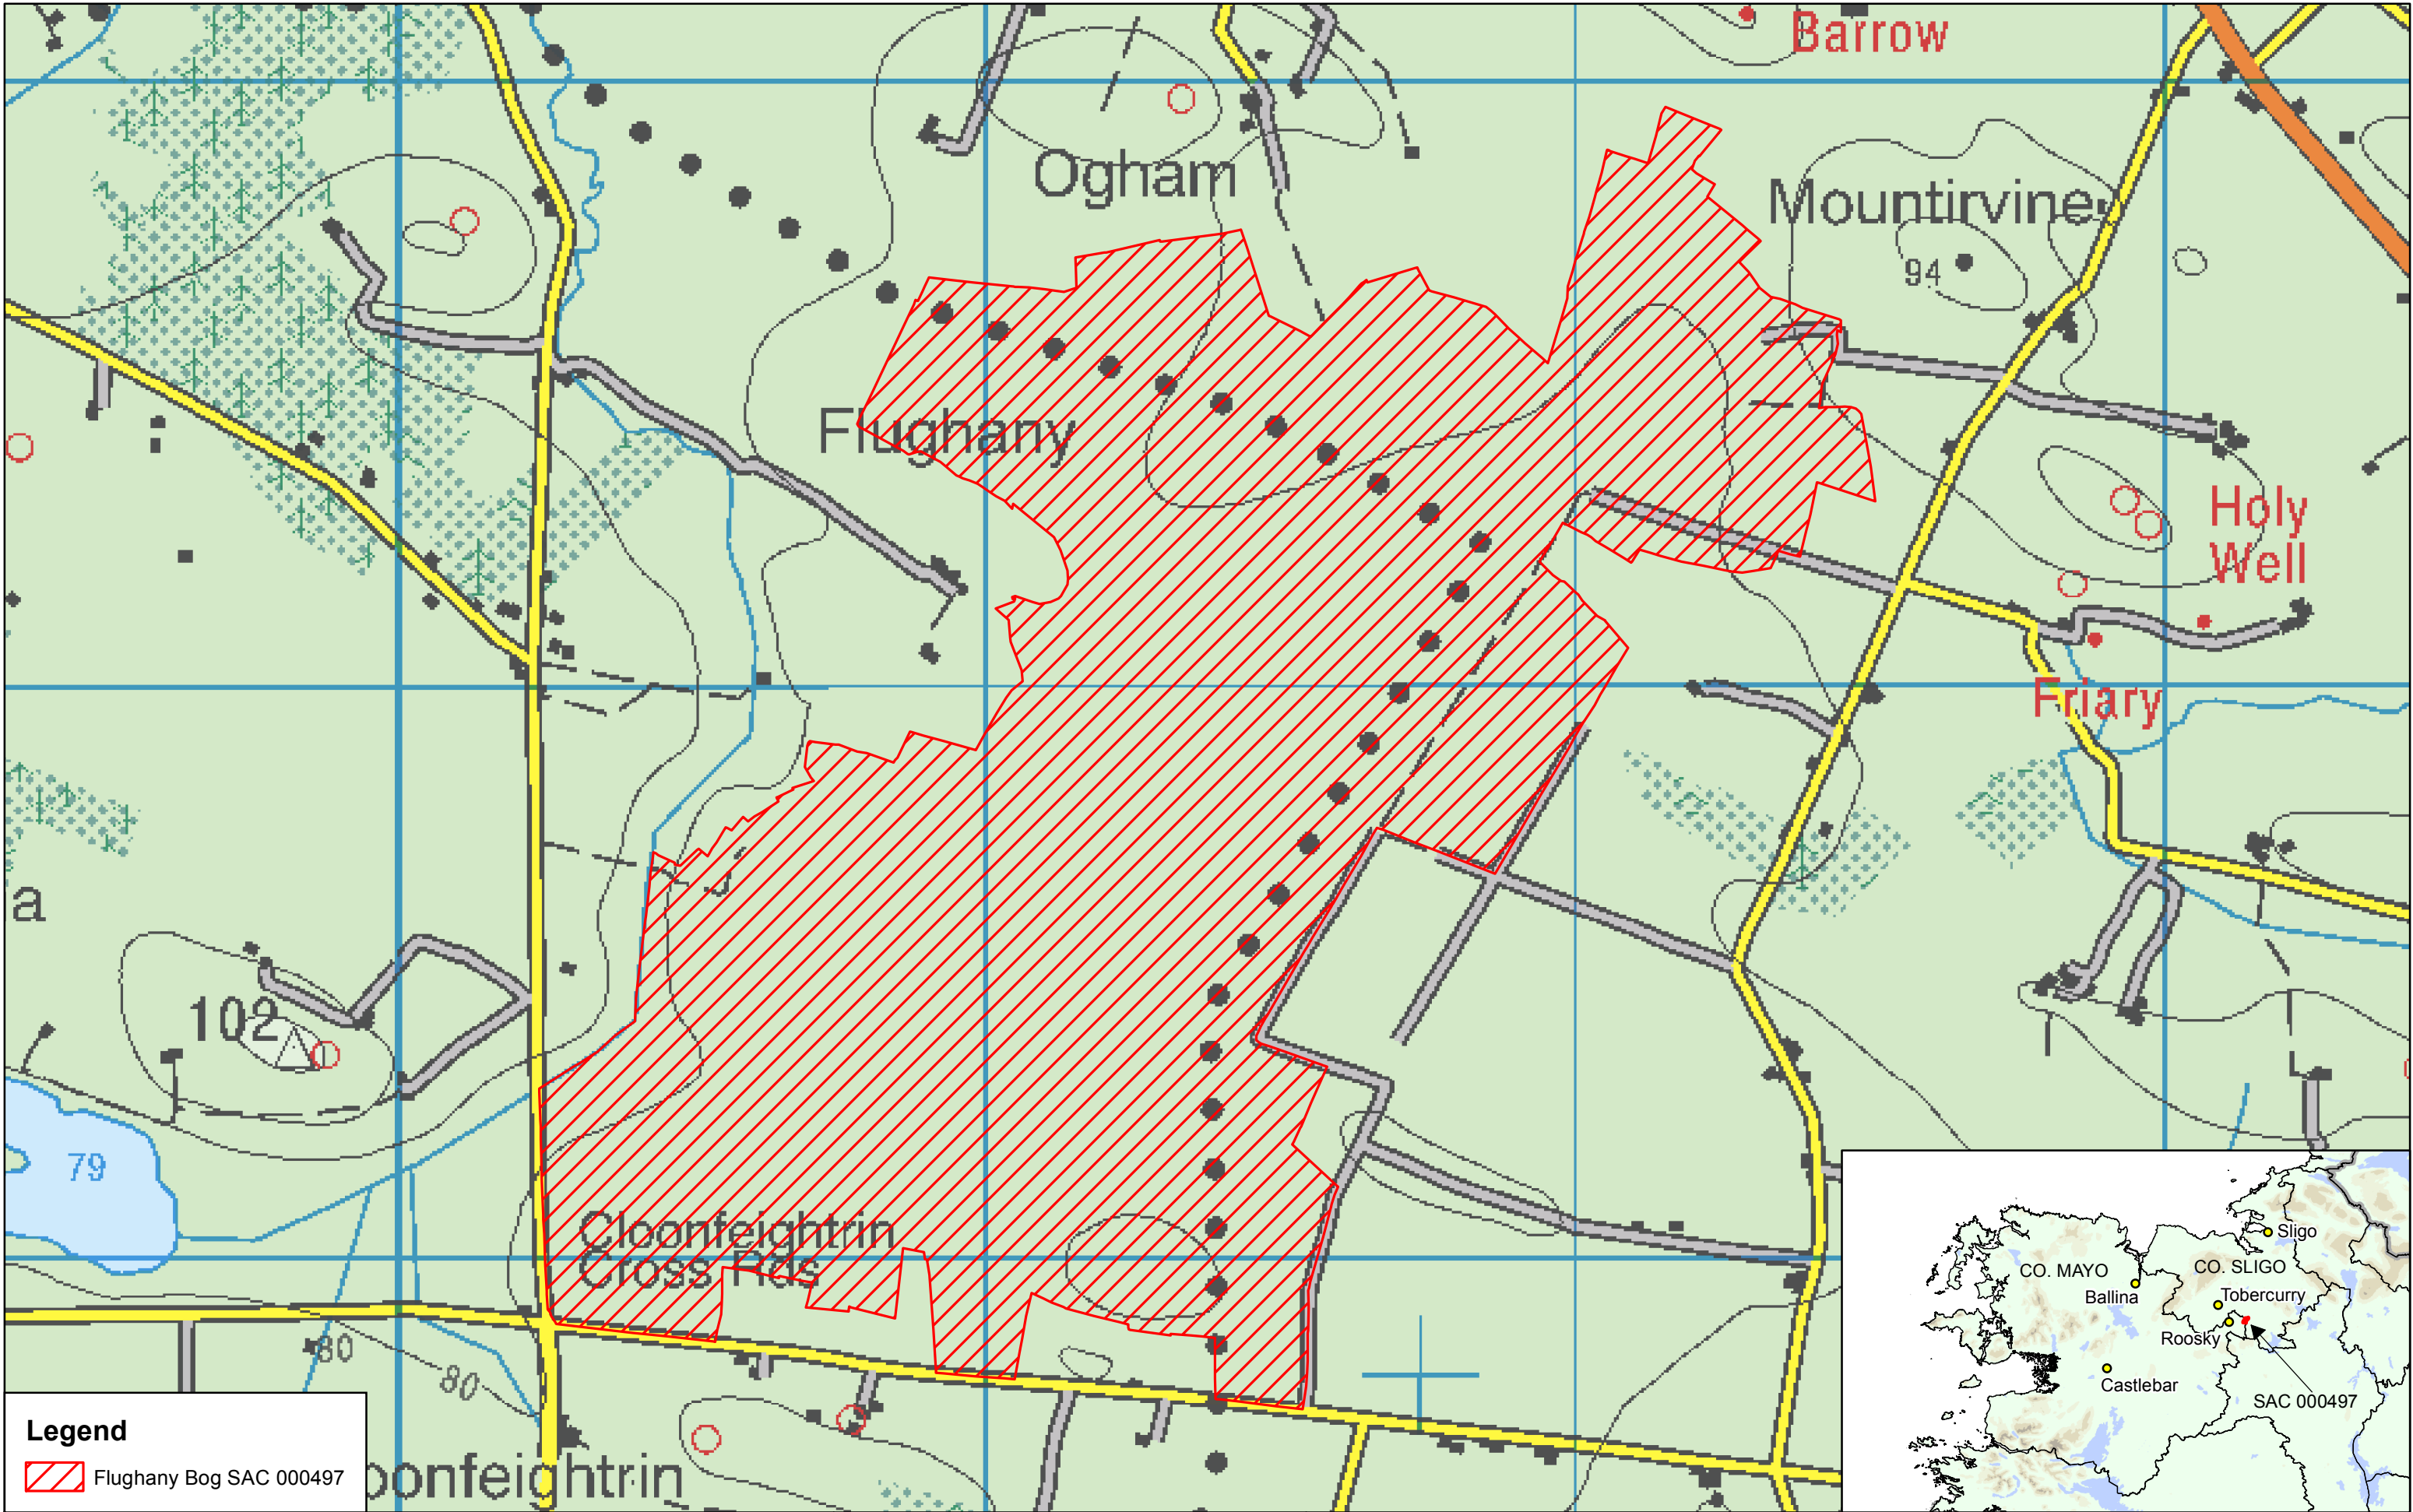 Barrow
Ogham
Mountirvine
94
Flughany
Holy
Well
Friary
a
102
79
Cloonfeightrin
Cross Rds
80
80
oonfeightrin
Legend
Flughany Bog SAC 000497
Sligo
CO. MAYO
CO. SLIGO
Ballina
Tobercurry
Roosky
Castlebar
SAC 000497